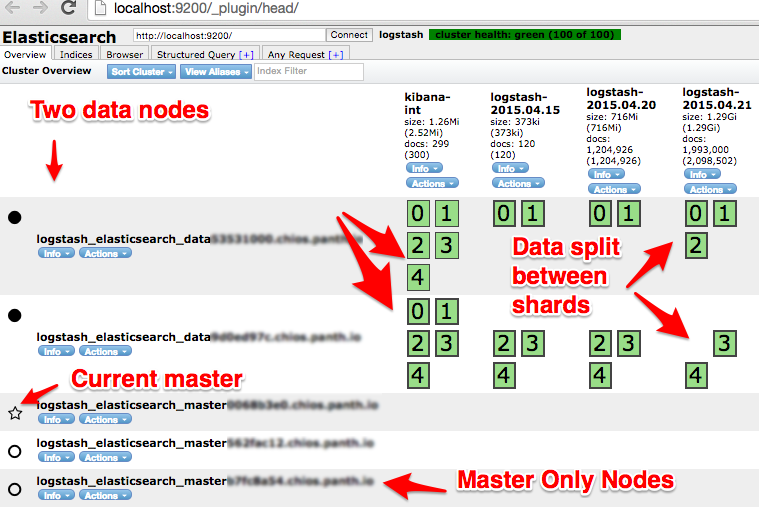 localhost:9200/_plugin/head/
Elasticsearch http://localhost:9200/ Connect logstash cluster health: green (100 of 100)
Overview Indices Browser Structured Query [+] Any Request [+]
Cluster Overview Sort Cluster View Aliases Index Filter
Two data nodes
kibana-
int
size: 1.26Mi
(2.52Mi)
docs: 299
(300)
Info
Actions
logstash-
2015.04.15
size: 373ki
(373ki)
docs: 120
(120)
Info
Actions
logstash-
2015.04.20
size: 716Mi
(716Mi)
docs:
1,204,926
(1,204,926)
Info
Actions
logstash-
2015.04.21
size: 1.29Gi
(1.29Gi)
docs:
1,993,000
(2,098,502)
Info
Actions
0 1 0 1 0 1 0 1
logstash_elasticsearch_data
Info Actions
2 3 2
4
Data split
between
shards
0 1
logstash_elasticsearch_data
Info Actions
2 3 2 3 2 3 3
4 4 4 4
Current master
logstash_elasticsearch_master
Info Actions
logstash_elasticsearch_master
Info Actions
logstash_elasticsearch_master
Info Actions
Master Only Nodes